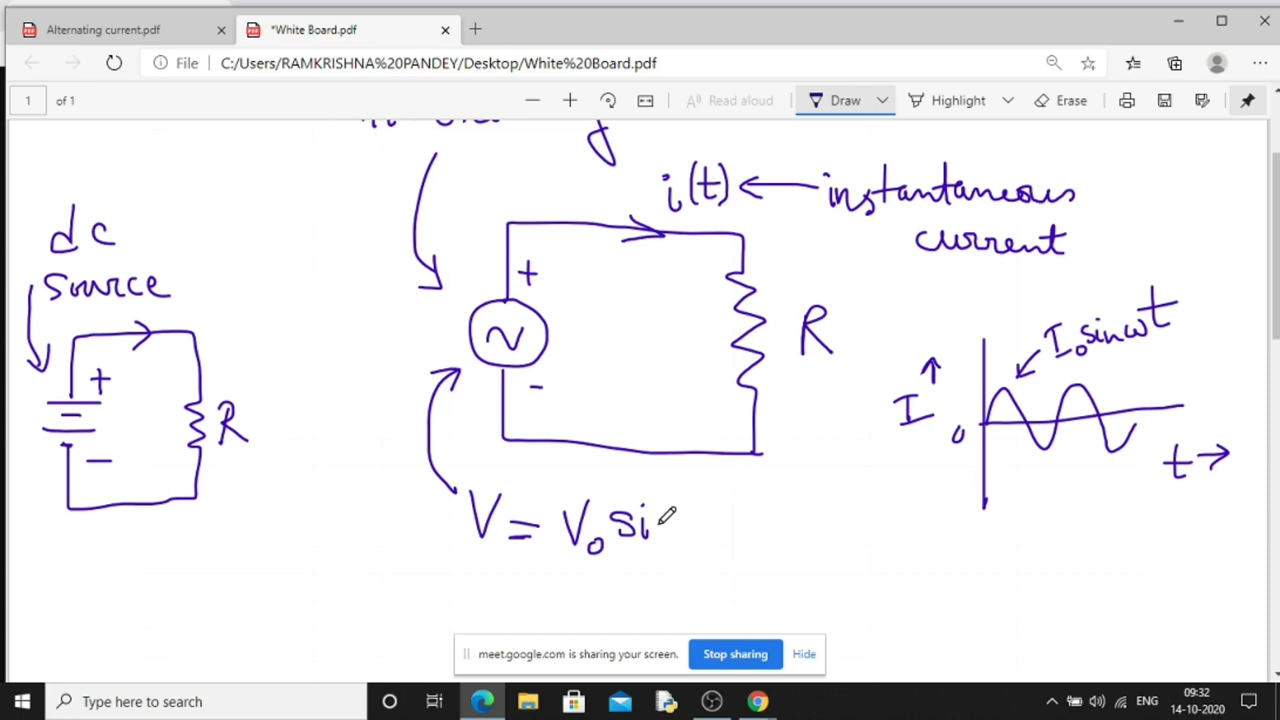 Alternating current.pdf
*White Board.pdf
File
C:/Users/RAMKRISHNA%20PANDEY/Desktop/White%20Board.pdf
1 of 1
Read aloud
Draw
Highlight
Erase
i(t) ← instantaneous
current
dc
source
+
-
R
+
-
R
I₀sinωt
I
0
t →
V = V₀ si
meet.google.com is sharing your screen.
Stop sharing
Hide
Type here to search
ENG
09:32
14-10-2020